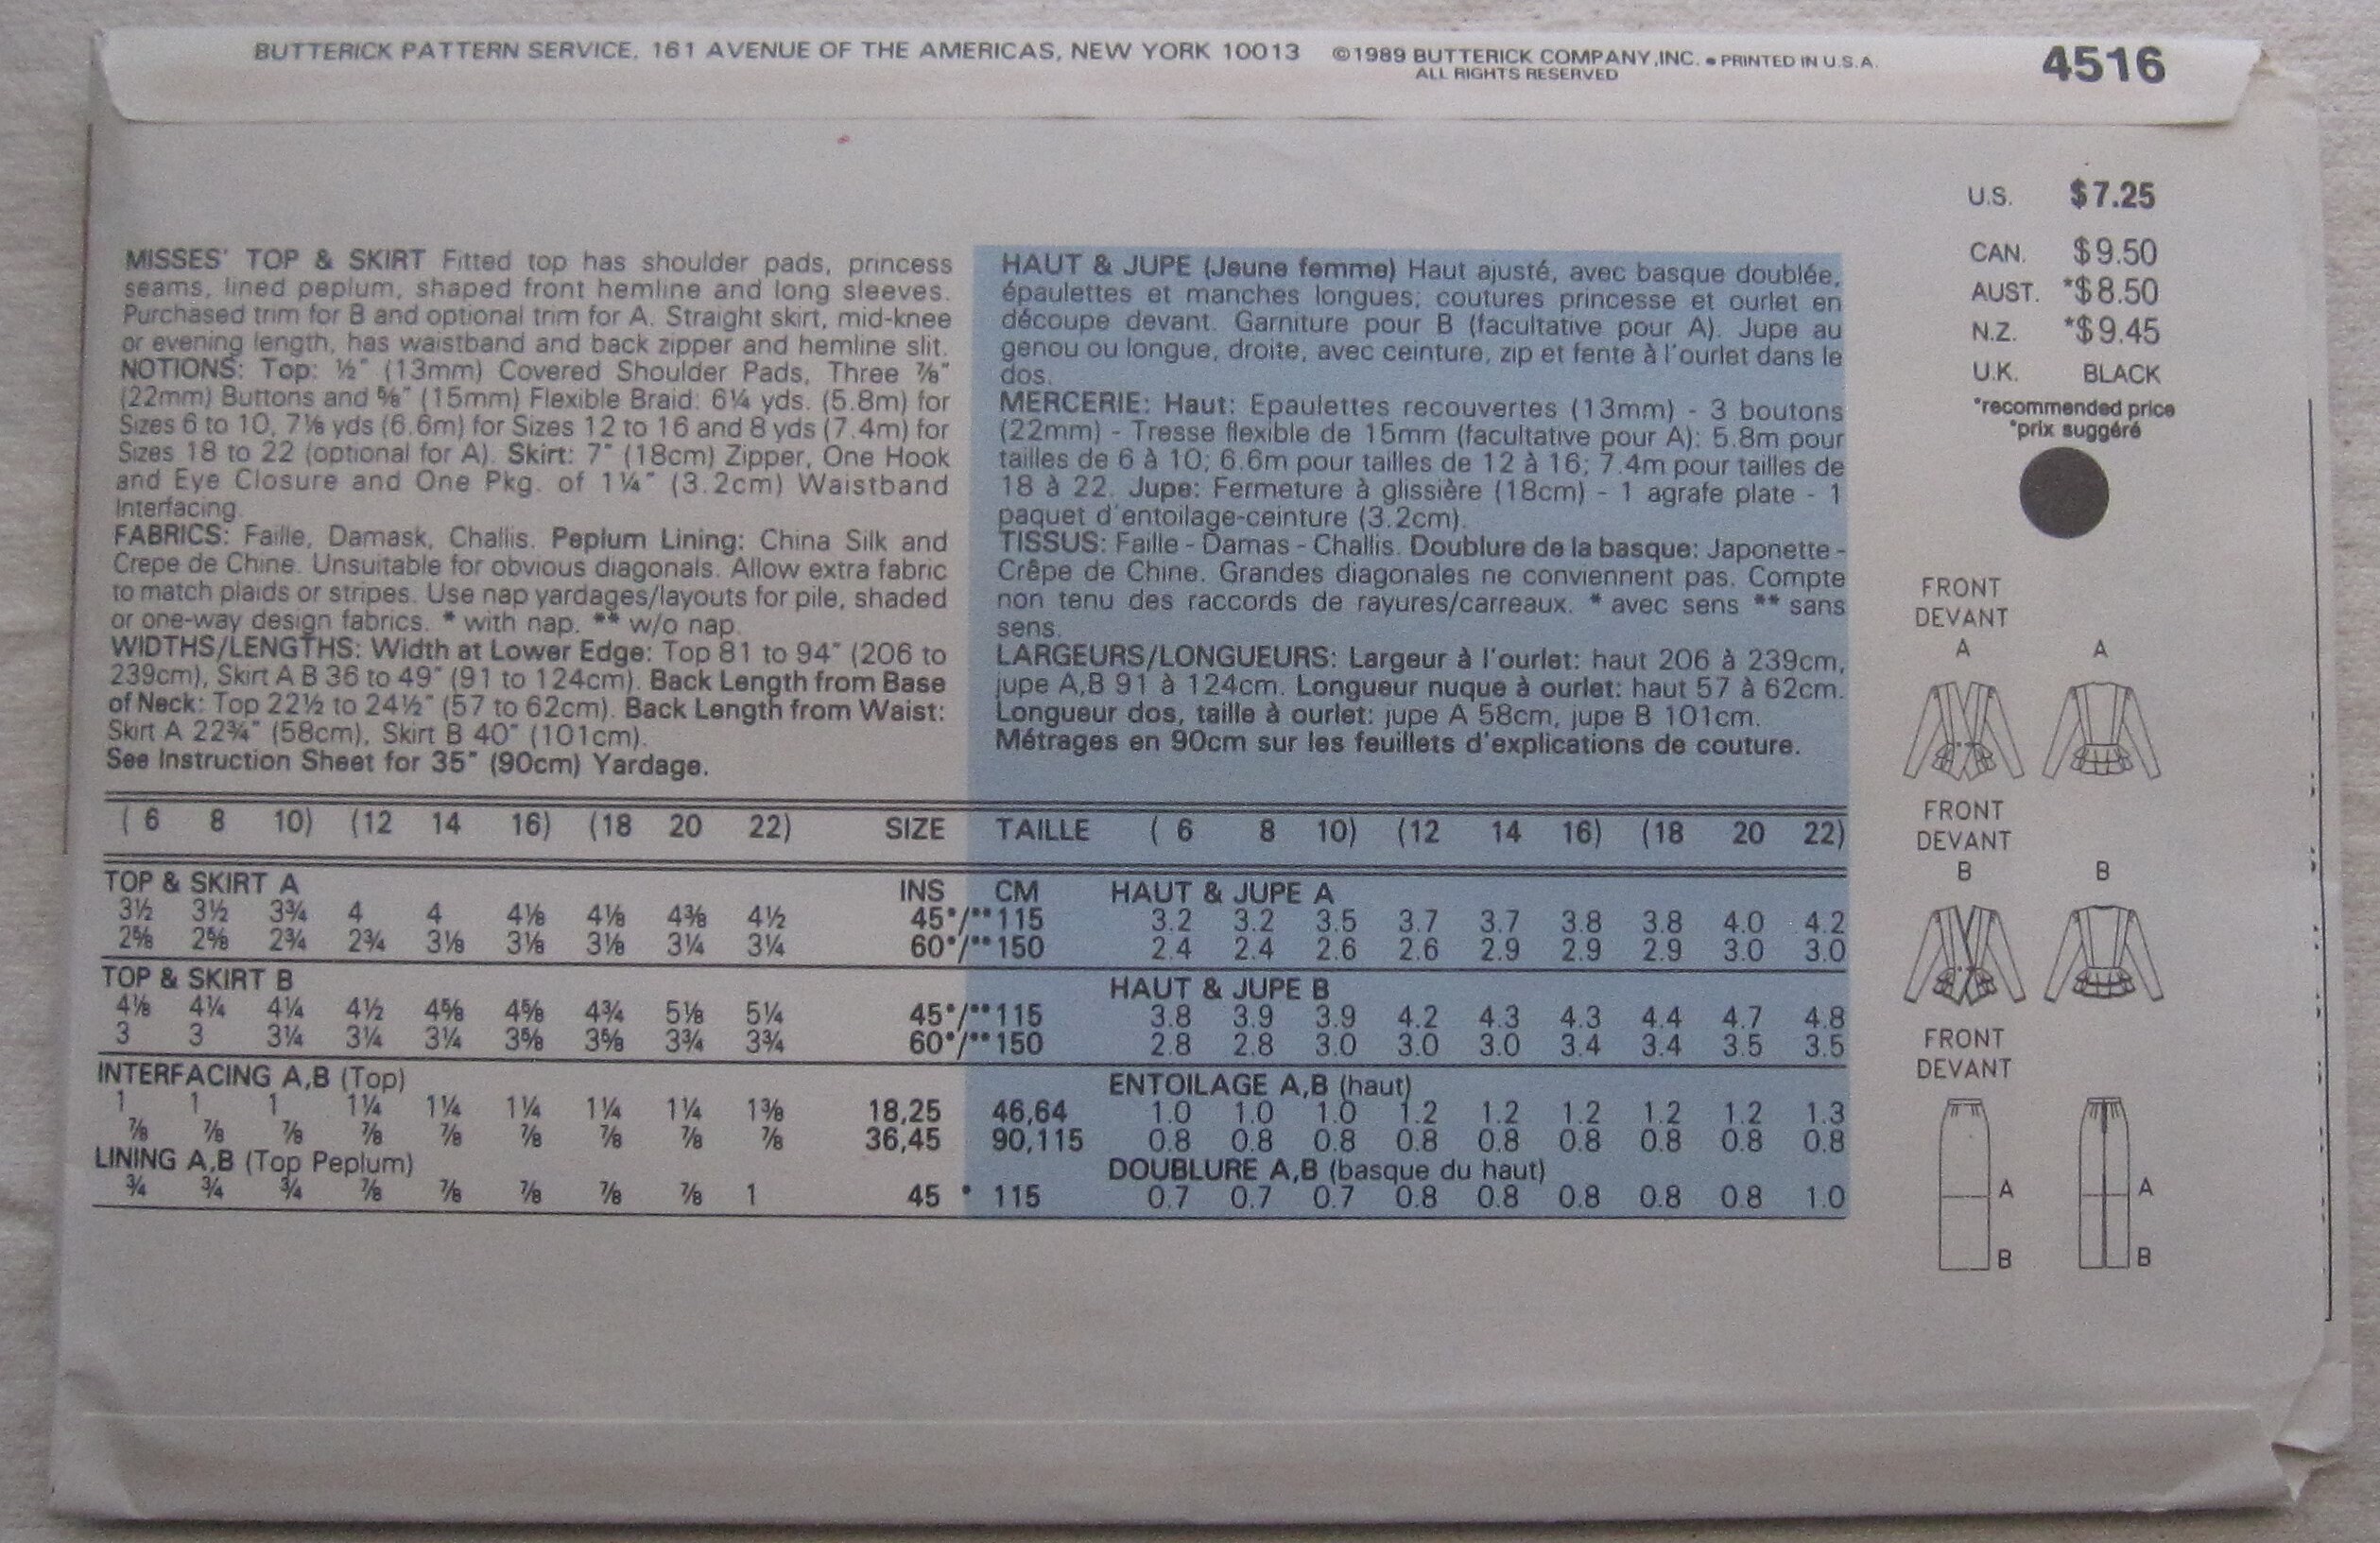 BUTTERICK PATTERN SERVICE, 161 AVENUE OF THE AMERICAS, NEW YORK 10013 ©1989 BUTTERICK COMPANY, INC. • PRINTED IN U.S.A.
ALL RIGHTS RESERVED
4516
MISSES' TOP & SKIRT Fitted top has shoulder pads, princess
seams, lined peplum, shaped front hemline and long sleeves.
Purchased trim for B and optional trim for A. Straight skirt, mid-knee
or evening length, has waistband and back zipper and hemline slit.
NOTIONS: Top: ½" (13mm) Covered Shoulder Pads, Three ⅞"
(22mm) Buttons and ⅝" (15mm) Flexible Braid: 6¼ yds. (5.8m) for
Sizes 6 to 10, 7⅛ yds (6.6m) for Sizes 12 to 16 and 8 yds (7.4m) for
Sizes 18 to 22 (optional for A). Skirt: 7" (18cm) Zipper, One Hook
and Eye Closure and One Pkg. of 1¼" (3.2cm) Waistband
Interfacing.
FABRICS: Faille, Damask, Challis. Peplum Lining: China Silk and
Crepe de Chine. Unsuitable for obvious diagonals. Allow extra fabric
to match plaids or stripes. Use nap yardages/layouts for pile, shaded
or one-way design fabrics. * with nap. ** w/o nap.
WIDTHS/LENGTHS: Width at Lower Edge: Top 81 to 94" (206 to
239cm), Skirt A B 36 to 49" (91 to 124cm). Back Length from Base
of Neck: Top 22½ to 24½" (57 to 62cm). Back Length from Waist:
Skirt A 22¾" (58cm), Skirt B 40" (101cm).
See Instruction Sheet for 35" (90cm) Yardage.
HAUT & JUPE (Jeune femme) Haut ajusté, avec basque doublée,
épaulettes et manches longues; coutures princesse et ourlet en
découpe devant. Garniture pour B (facultative pour A). Jupe au
genou ou longue, droite, avec ceinture, zip et fente à l'ourlet dans le
dos.
MERCERIE: Haut: Epaulettes recouvertes (13mm) - 3 boutons
(22mm) - Tresse flexible de 15mm (facultative pour A): 5.8m pour
tailles de 6 à 10; 6.6m pour tailles de 12 à 16; 7.4m pour tailles de
18 à 22. Jupe: Fermeture à glissière (18cm) - 1 agrafe plate - 1
paquet d'entoilage-ceinture (3.2cm).
TISSUS: Faille - Damas - Challis. Doublure de la basque: Japonette -
Crêpe de Chine. Grandes diagonales ne conviennent pas. Compte
non tenu des raccords de rayures/carreaux. * avec sens ** sans
sens.
LARGEURS/LONGUEURS: Largeur à l'ourlet: haut 206 à 239cm,
jupe A,B 91 à 124cm. Longueur nuque à ourlet: haut 57 à 62cm.
Longueur dos, taille à ourlet: jupe A 58cm, jupe B 101cm.
Métrages en 90cm sur les feuillets d'explications de couture.
( 6 8 10) (12 14 16) (18 20 22) SIZE TAILLE ( 6 8 10) (12 14 16) (18 20 22)
TOP & SKIRT A INS CM HAUT & JUPE A
3½ 3½ 3¾ 4 4 4⅛ 4⅛ 4⅜ 4½ 45*/**115 3.2 3.2 3.5 3.7 3.7 3.8 3.8 4.0 4.2
2⅝ 2⅝ 2¾ 2¾ 3⅛ 3⅛ 3⅛ 3¼ 3¼ 60*/**150 2.4 2.4 2.6 2.6 2.9 2.9 2.9 3.0 3.0
TOP & SKIRT B HAUT & JUPE B
4⅛ 4¼ 4¼ 4½ 4⅝ 4⅝ 4¾ 5⅛ 5¼ 45*/**115 3.8 3.9 3.9 4.2 4.3 4.3 4.4 4.7 4.8
3 3 3¼ 3¼ 3¼ 3⅝ 3⅝ 3¾ 3¾ 60*/**150 2.8 2.8 3.0 3.0 3.0 3.4 3.4 3.5 3.5
INTERFACING A,B (Top) ENTOILAGE A,B (haut)
1 1 1 1¼ 1¼ 1¼ 1¼ 1¼ 1⅜ 18,25 46,64 1.0 1.0 1.0 1.2 1.2 1.2 1.2 1.2 1.3
⅞ ⅞ ⅞ ⅞ ⅞ ⅞ ⅞ ⅞ ⅞ 36,45 90,115 0.8 0.8 0.8 0.8 0.8 0.8 0.8 0.8 0.8
LINING A,B (Top Peplum) DOUBLURE A,B (basque du haut)
¾ ¾ ¾ ⅞ ⅞ ⅞ ⅞ ⅞ 1 45 * 115 0.7 0.7 0.7 0.8 0.8 0.8 0.8 0.8 1.0
U.S. $7.25
CAN. $9.50
AUST. *$8.50
N.Z. *$9.45
U.K. BLACK
*recommended price
*prix suggéré
FRONT
DEVANT
A A
FRONT
DEVANT
B B
FRONT
DEVANT
A A
B B